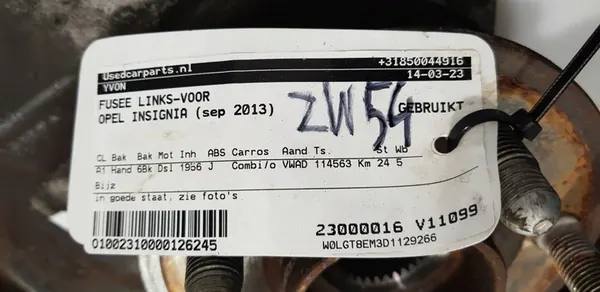 Usedcarparts.nl +31850044916
YVON 14-03-23
FUSEE LINKS-VOOR
OPEL INSIGNIA (sep 2013) ZW54 GEBRUIKT
CL Bak Bak Mot Inh ABS Carros Aand Ts. St Wb
A1 Hand 6Bk Dsl 1956 J Combi/o VWAD 114563 Km 24 5
Bijz
in goede staat, zie foto's
23000016 V11099
0100231000126245 W0LGT8EM3D1129266